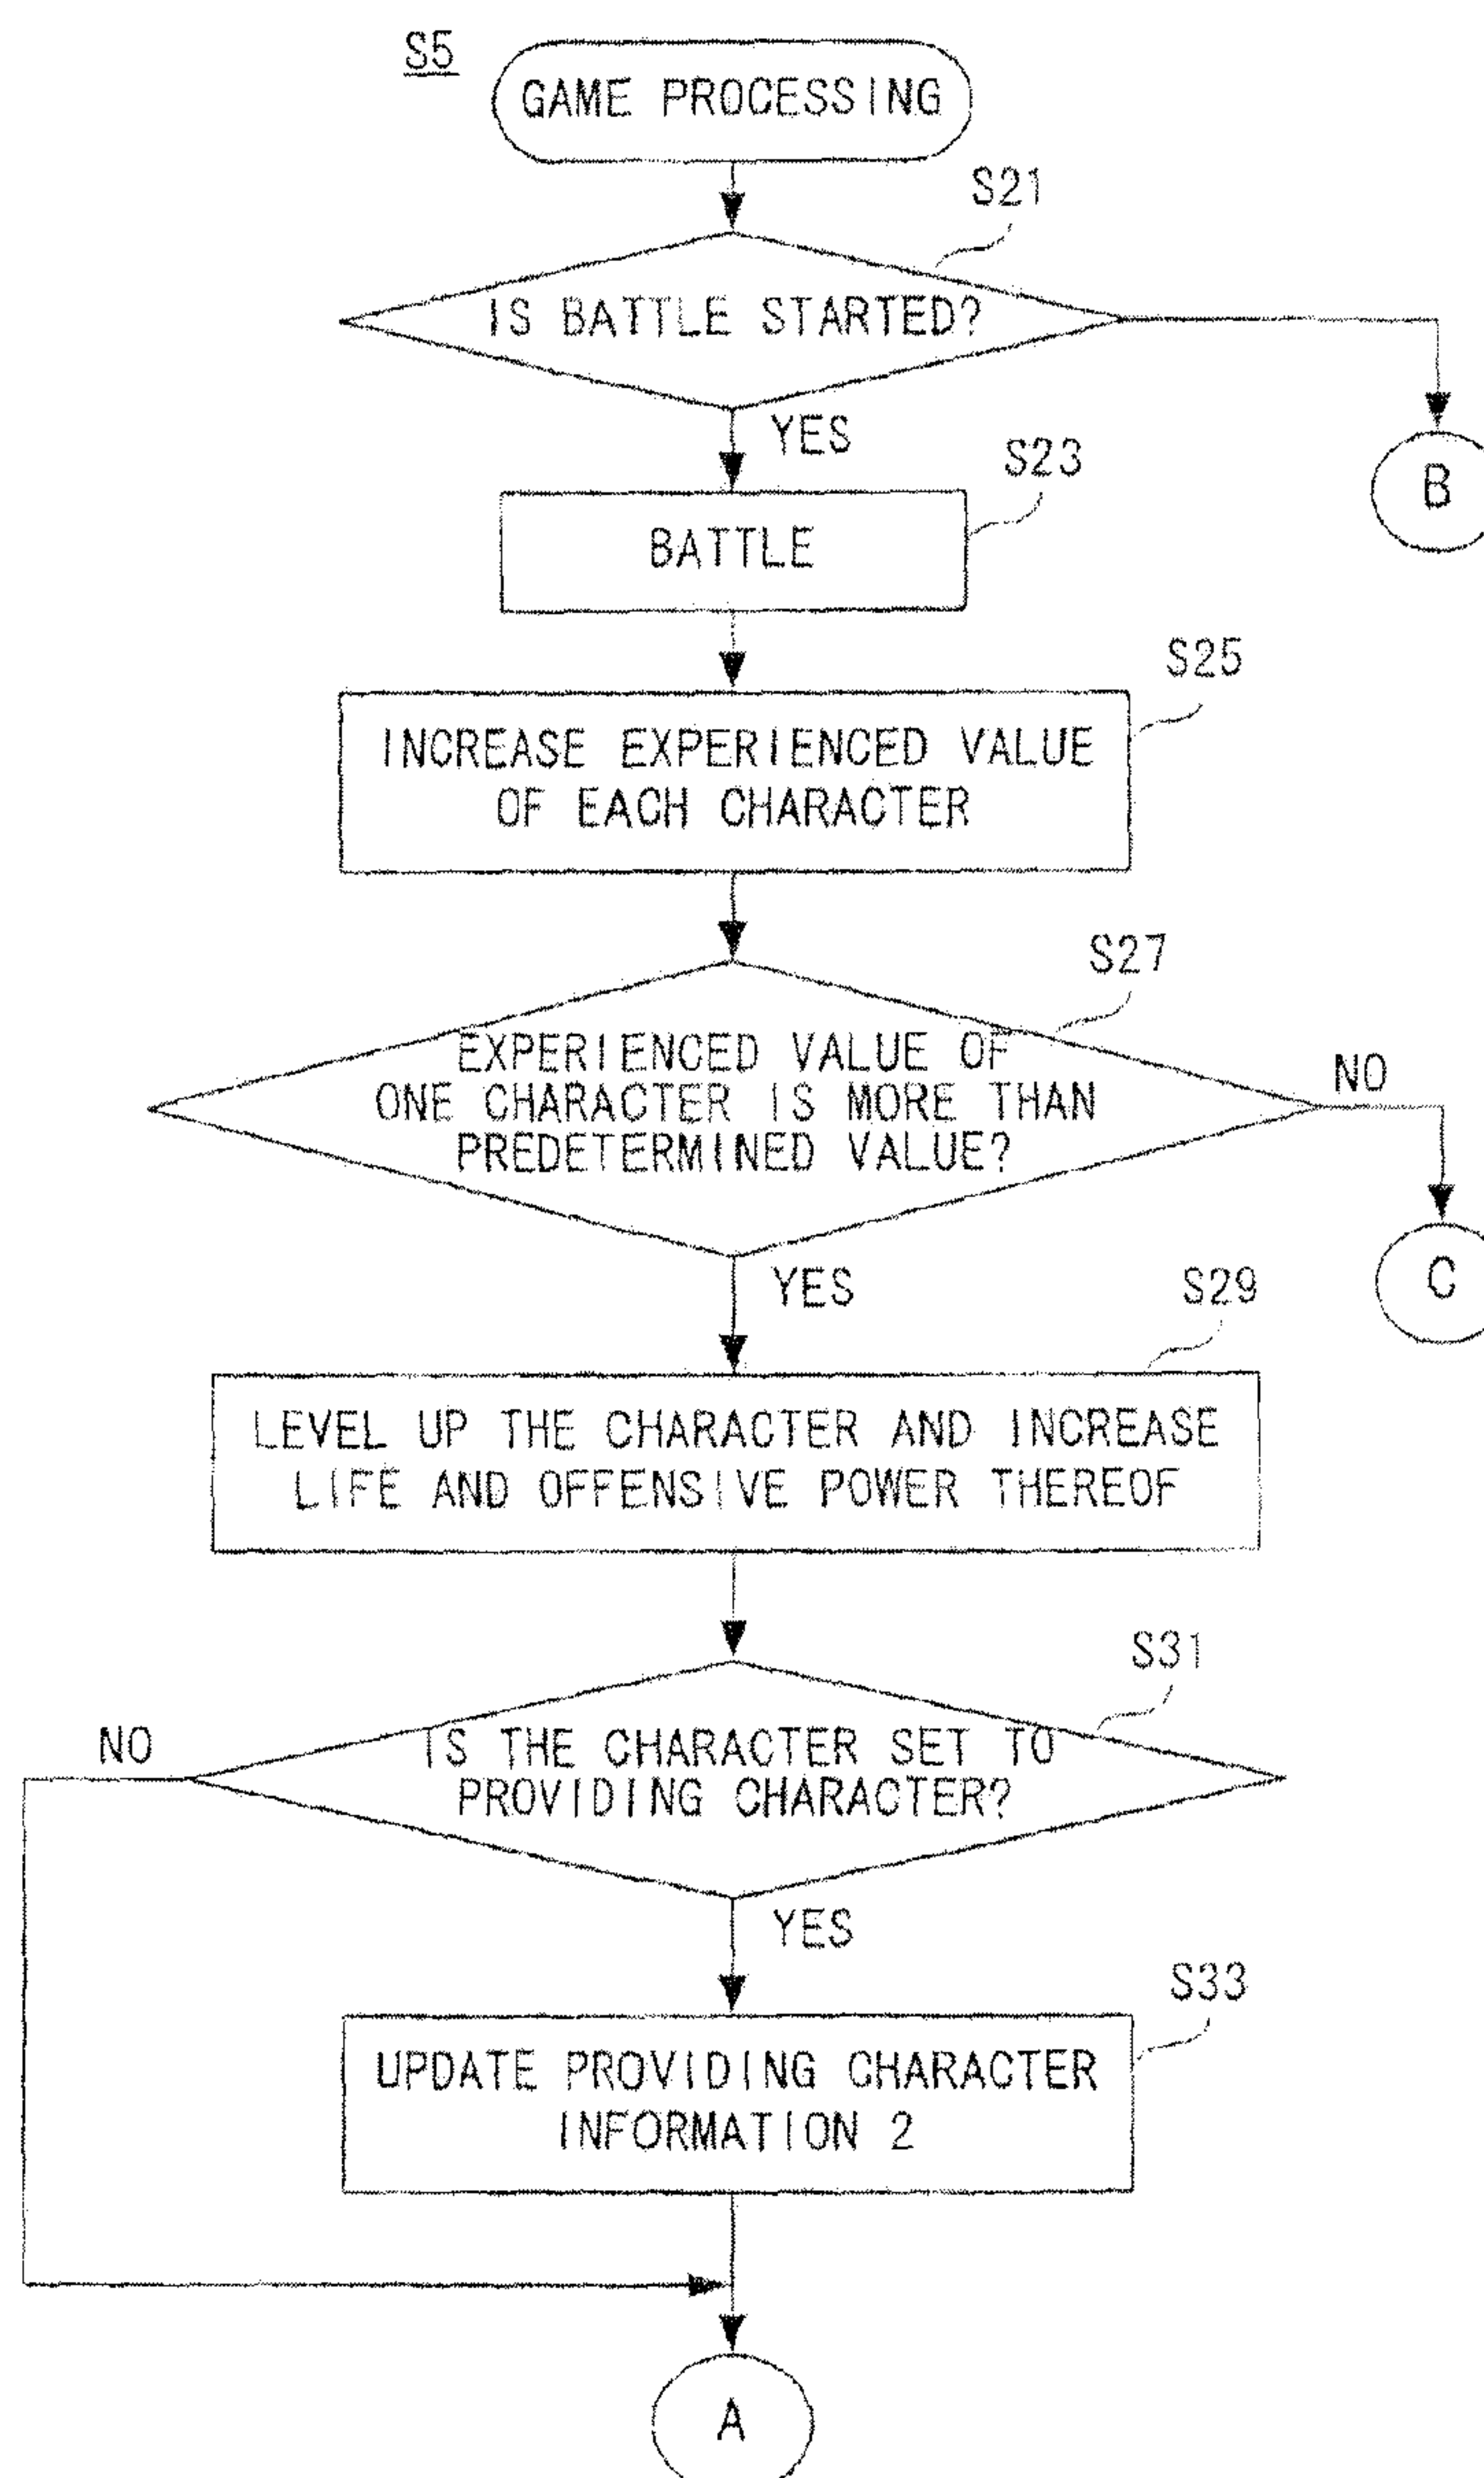 S5
GAME PROCESSING
S21
IS BATTLE STARTED?
YES
B
S23
BATTLE
S25
INCREASE EXPERIENCED VALUE
OF EACH CHARACTER
S27
EXPERIENCED VALUE OF
ONE CHARACTER IS MORE THAN
PREDETERMINED VALUE?
NO
C
YES
S29
LEVEL UP THE CHARACTER AND INCREASE
LIFE AND OFFENSIVE POWER THEREOF
S31
NO
IS THE CHARACTER SET TO
PROVIDING CHARACTER?
YES
S33
UPDATE PROVIDING CHARACTER
INFORMATION 2
A